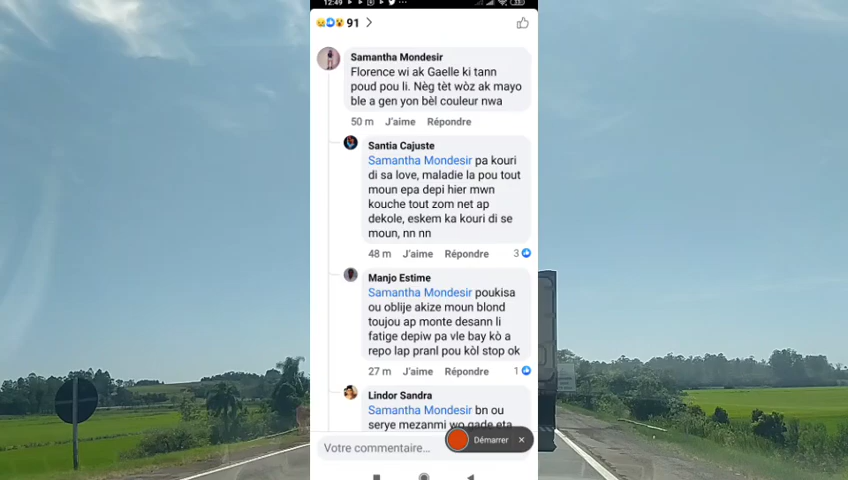 12:49
91
Samantha Mondesir
Florence wi ak Gaelle ki tann
poud pou li. Nèg tèt wòz ak mayo
ble a gen yon bèl couleur nwa
50 m J'aime Répondre
Santia Cajuste
Samantha Mondesir pa kouri
di sa love, maladie la pou tout
moun epa depi hier mwn
kouche tout zom net ap
dekole, eskem ka kouri di se
moun, nn nn
48 m J'aime Répondre 3
Manjo Estime
Samantha Mondesir poukisa
ou oblije akize moun blond
toujou ap monte desann li
fatige depiw pa vle bay kò a
repo lap pranl pou kòl stop ok
27 m J'aime Répondre 1
Lindor Sandra
Samantha Mondesir bn ou
serye mezanmi wo gade eta
Votre commentaire...
Démarrer